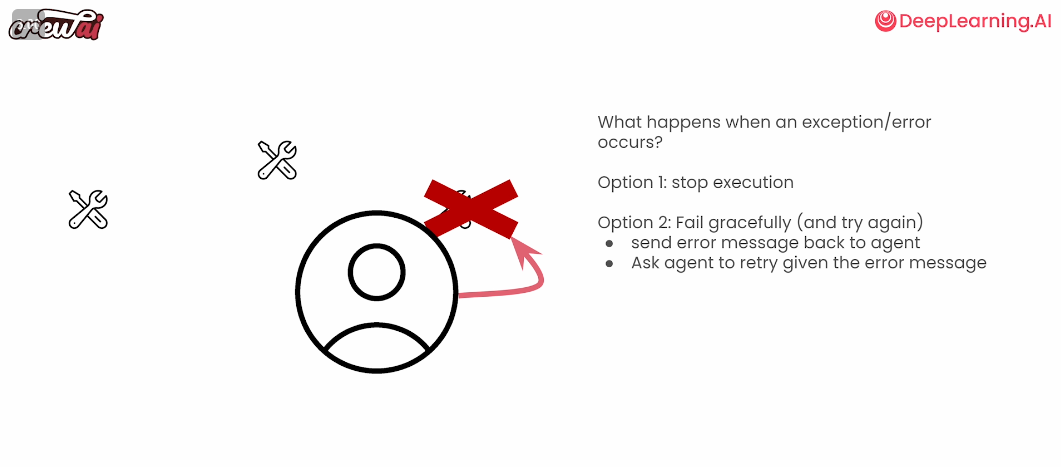 crewai
DeepLearning.AI
What happens when an exception/error
occurs?
Option 1: stop execution
Option 2: Fail gracefully (and try again)
● send error message back to agent
● Ask agent to retry given the error message